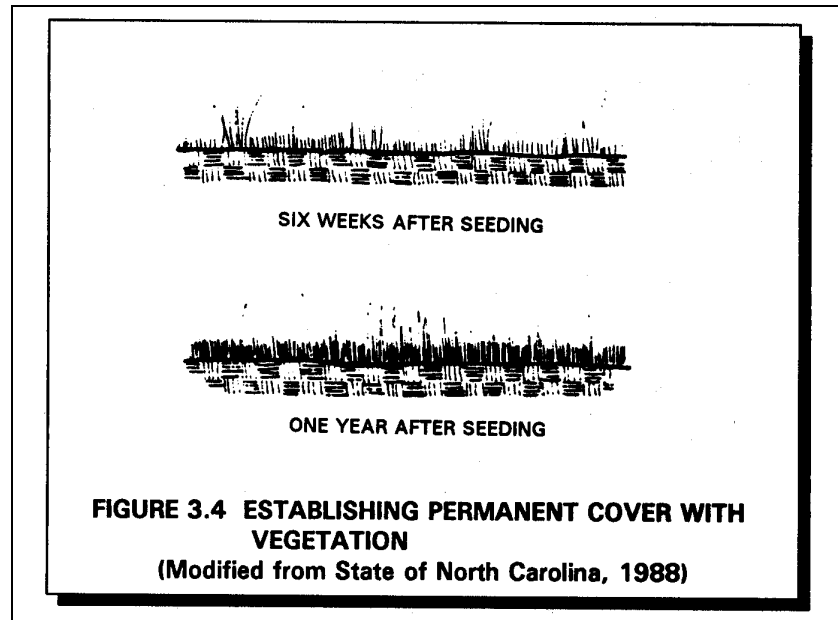 SIX WEEKS AFTER SEEDING
ONE YEAR AFTER SEEDING
FIGURE 3.4 ESTABLISHING PERMANENT COVER WITH
VEGETATION
(Modified from State of North Carolina, 1988)